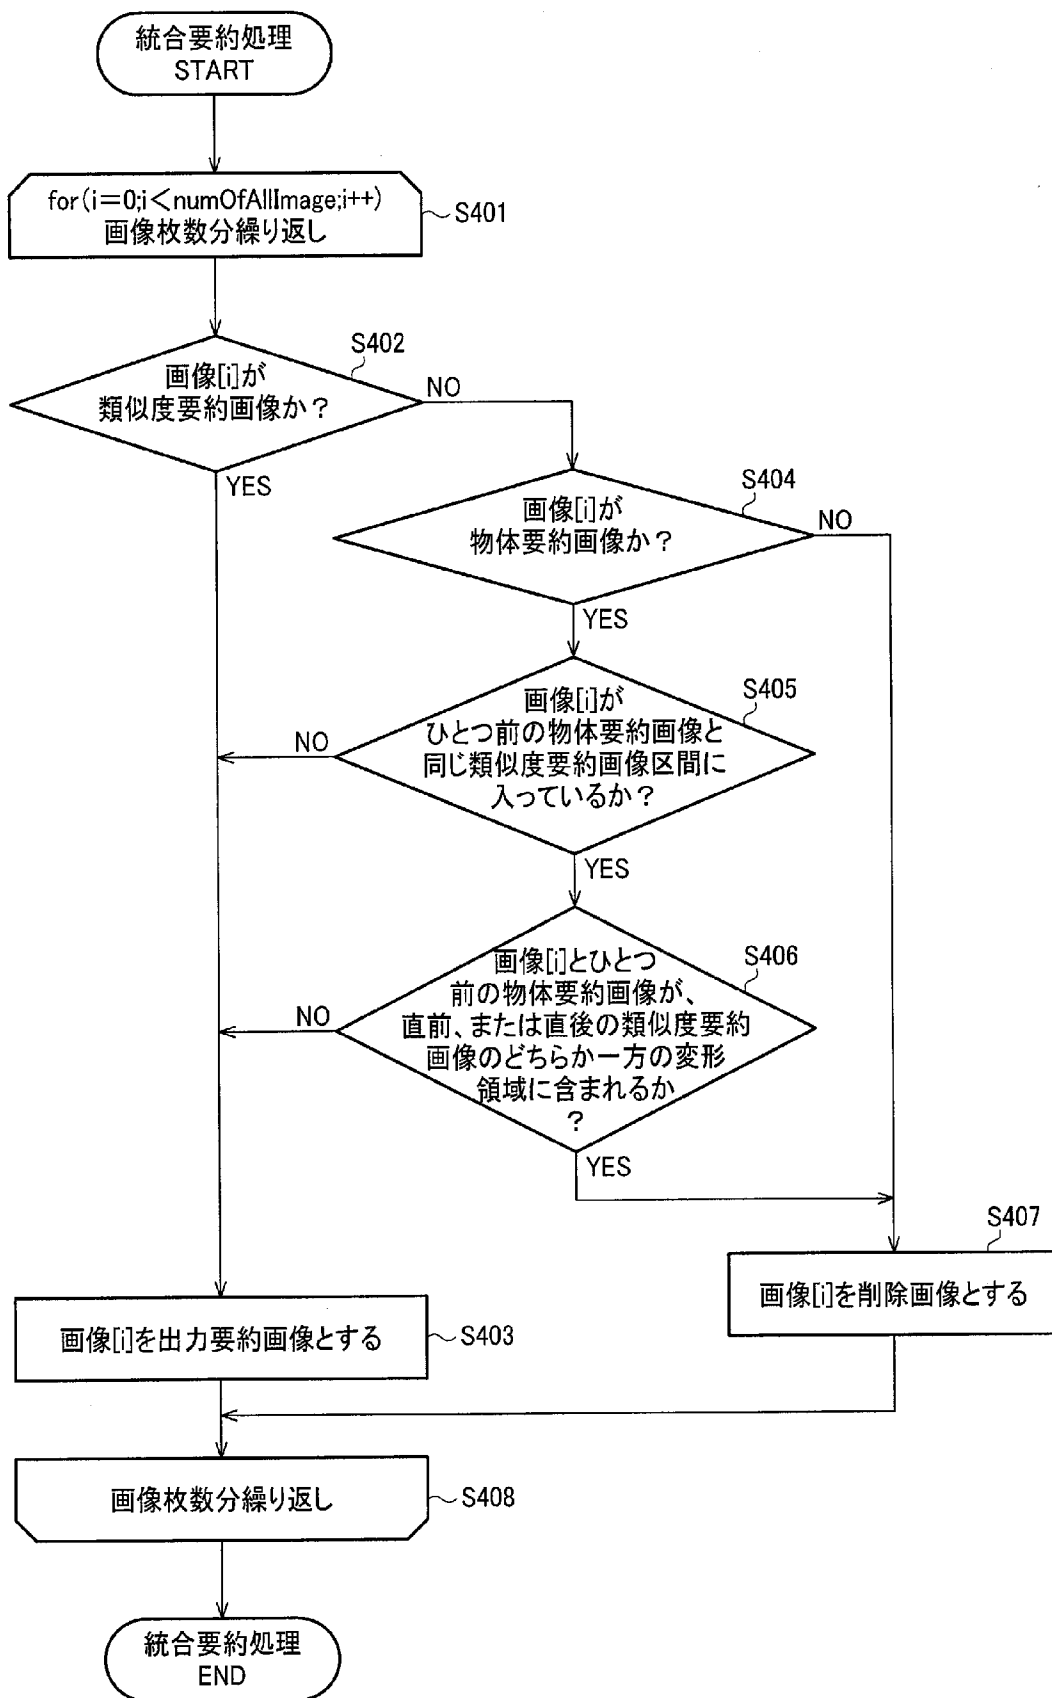 統合要約処理
START
for(i=0;i<numOfAllImage;i++)
画像枚数分繰り返し
S401
画像[i]が
類似度要約画像か？
S402
NO
YES
画像[i]が
物体要約画像か？
S404
NO
YES
画像[i]が
ひとつ前の物体要約画像と
同じ類似度要約画像区間に
入っているか？
S405
NO
YES
画像[i]とひとつ
前の物体要約画像が、
直前、または直後の類似度要約
画像のどちらか一方の変形
領域に含まれるか
？
S406
NO
YES
S407
画像[i]を削除画像とする
画像[i]を出力要約画像とする
S403
画像枚数分繰り返し
S408
統合要約処理
END